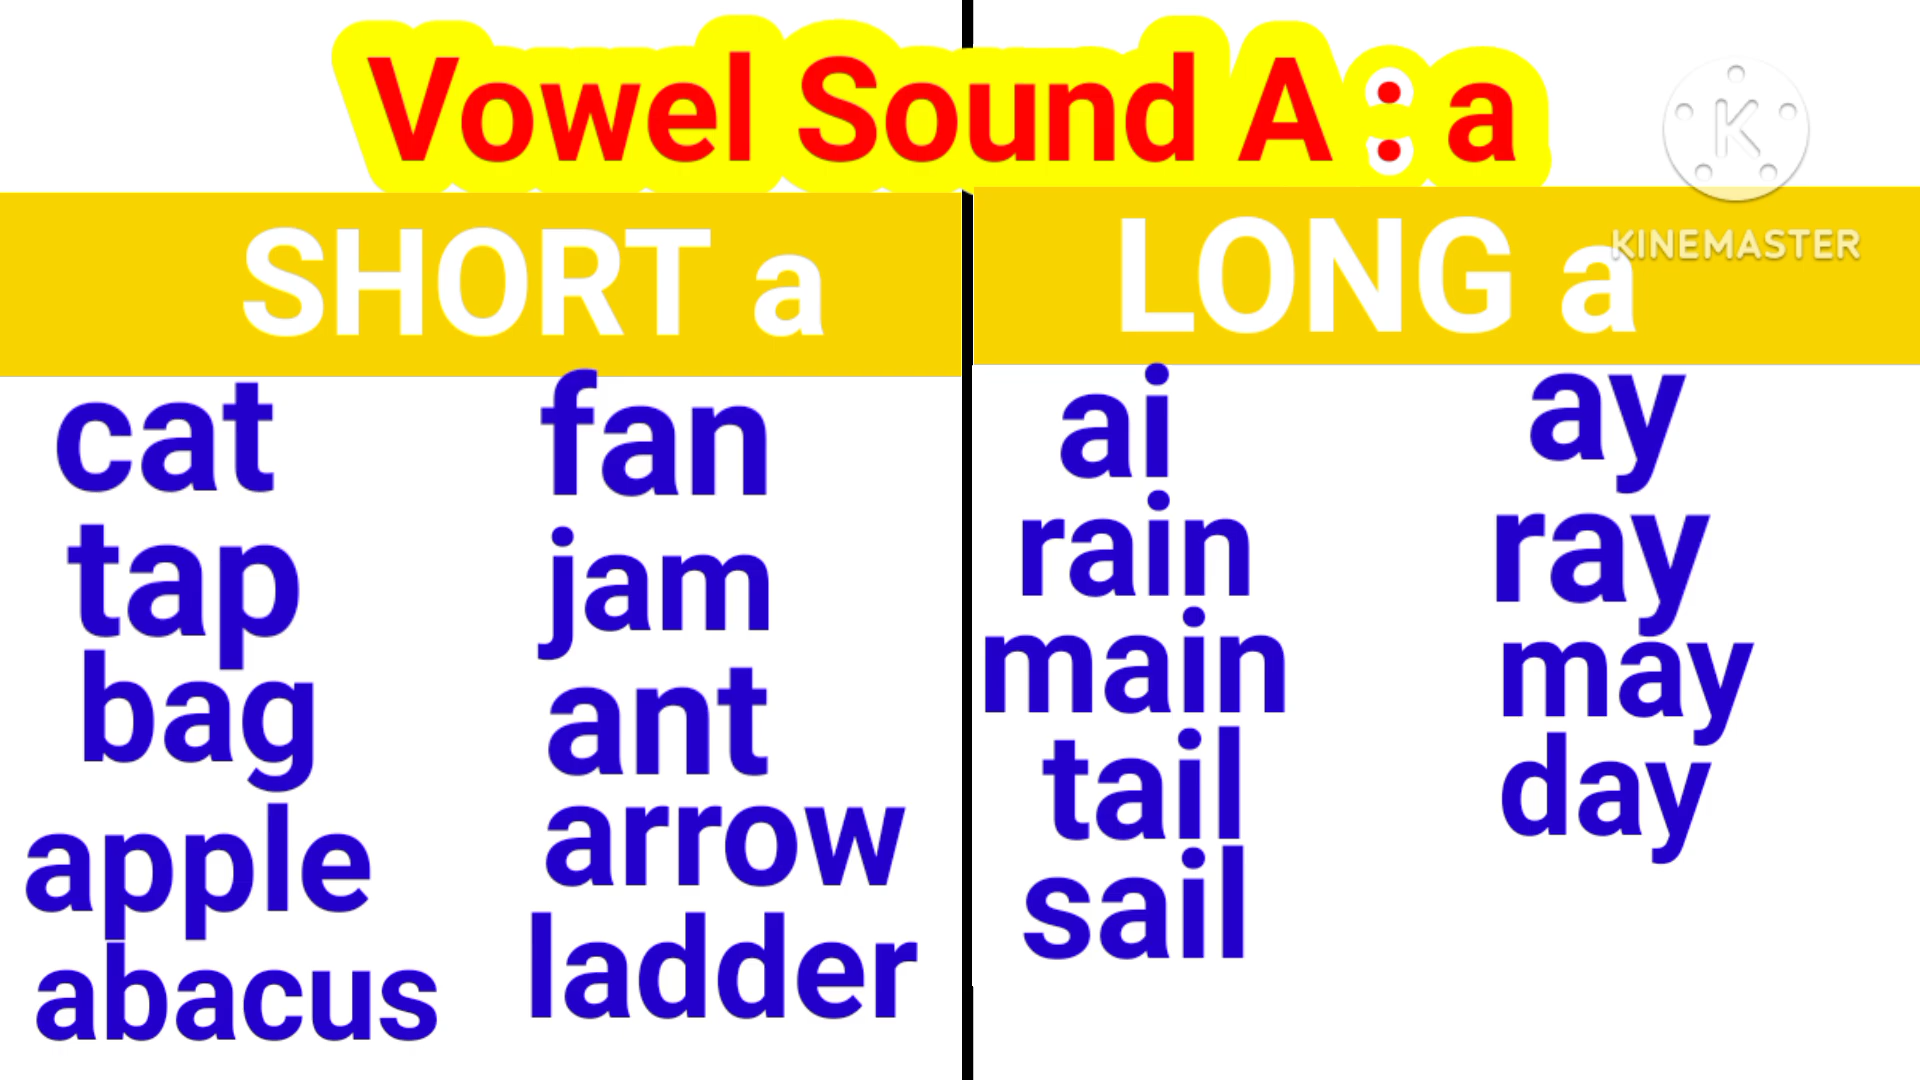 Vowel Sound A : a
K
KINEMASTER
SHORT a
cat fan
tap jam
bag ant
apple arrow
abacus ladder
LONG a
ai ay
rain ray
main may
tail day
sail